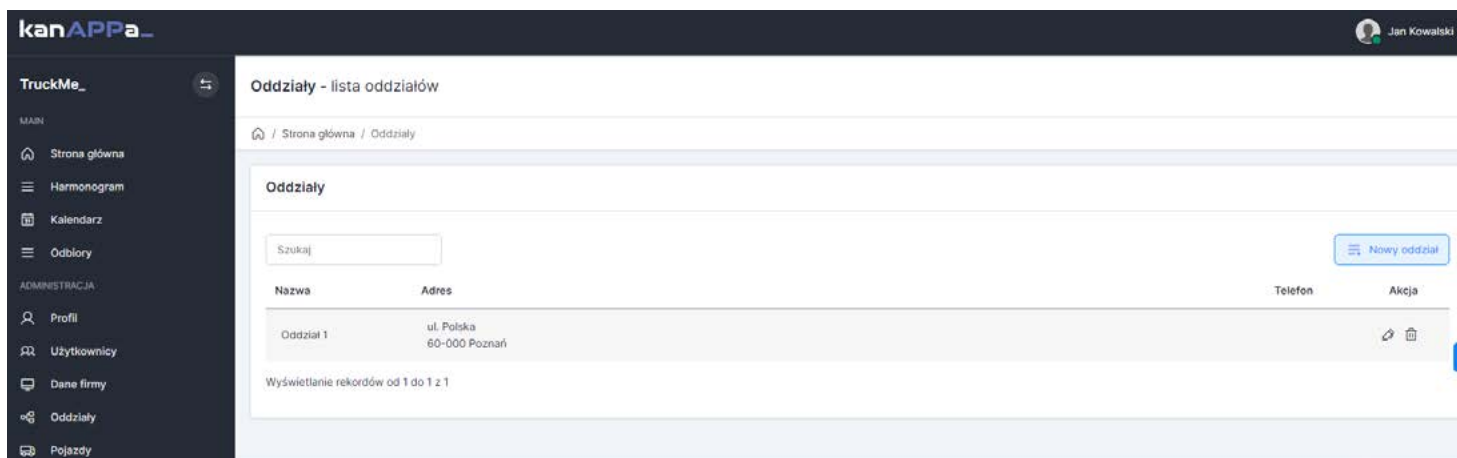 kanAPPa_
Jan Kowalski
TruckMe_
MAIN
Strona główna
Harmonogram
Kalendarz
Odbiory
ADMINISTRACJA
Profil
Użytkownicy
Dane firmy
Oddziały
Pojazdy
Oddziały - lista oddziałów
/ Strona główna / Oddziały
Oddziały
Szukaj
Nowy oddział
Nazwa Adres Telefon Akcja
Oddział 1
ul. Polska
60-000 Poznań
Wyświetlanie rekordów od 1 do 1 z 1